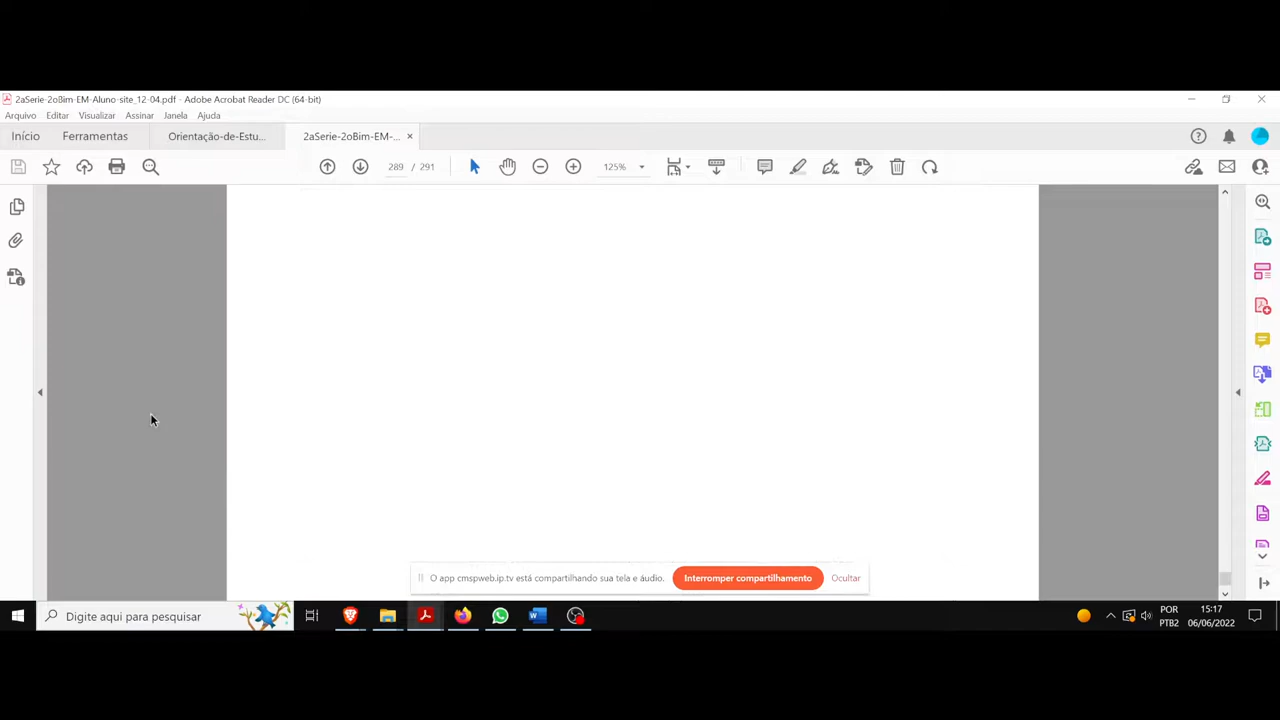 2aSerie-2oBim-EM-Aluno-site_12-04.pdf - Adobe Acrobat Reader DC (64-bit)
Arquivo Editar Visualizar Assinar Janela Ajuda
Início Ferramentas Orientação-de-Estu... 2aSerie-2oBim-EM-... ×
289 / 291 125%
O app cmspweb.ip.tv está compartilhando sua tela e áudio. Interromper compartilhamento Ocultar
Digite aqui para pesquisar
POR 15:17
PTB2 06/06/2022